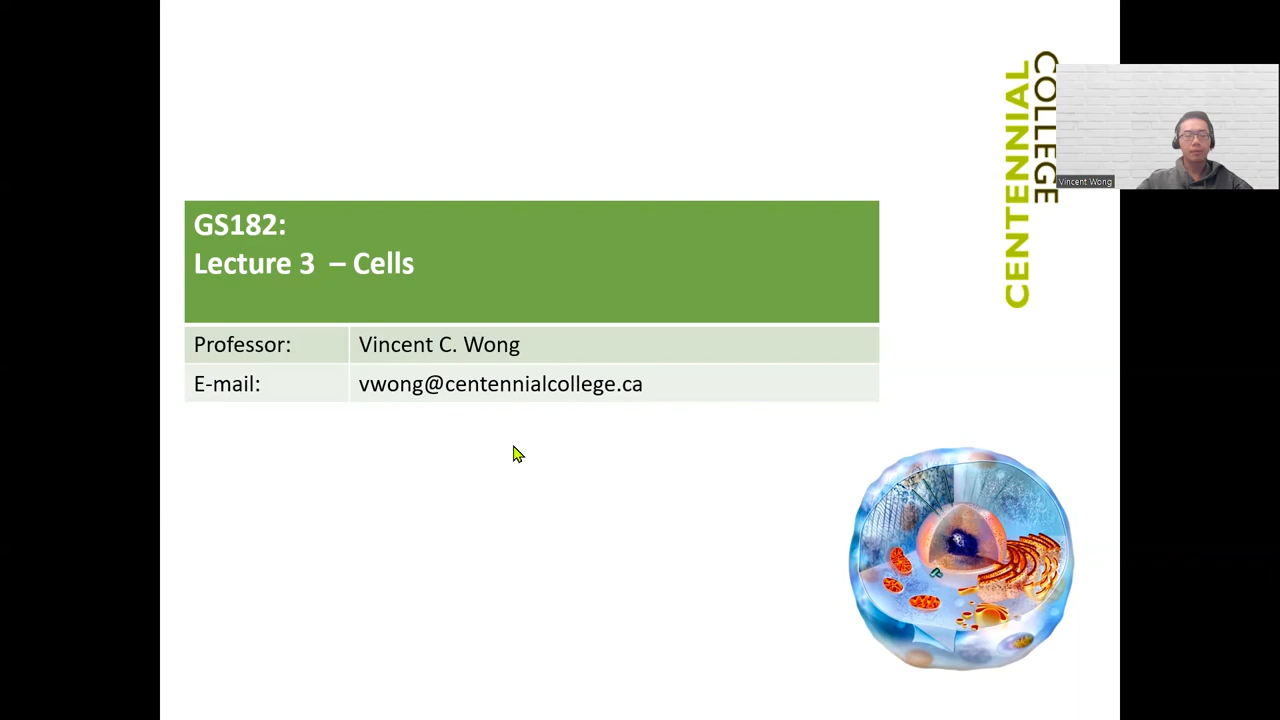 GS182:
Lecture 3 – Cells
Professor: Vincent C. Wong
E-mail: vwong@centennialcollege.ca
CENTENNIAL
COLLEGE
Vincent Wong